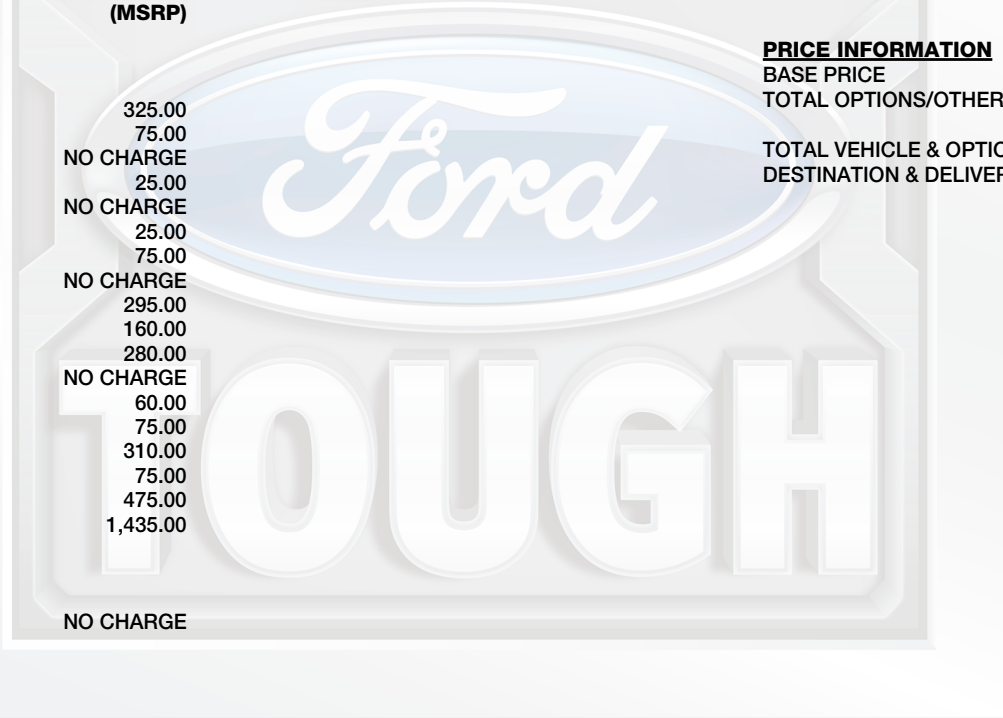 (MSRP)
325.00
75.00
NO CHARGE
25.00
NO CHARGE
25.00
75.00
NO CHARGE
295.00
160.00
280.00
NO CHARGE
60.00
75.00
310.00
75.00
475.00
1,435.00
NO CHARGE
PRICE INFORMATION
BASE PRICE
TOTAL OPTIONS/OTHER
TOTAL VEHICLE & OPTIO
DESTINATION & DELIVER
Ford
TOUGH